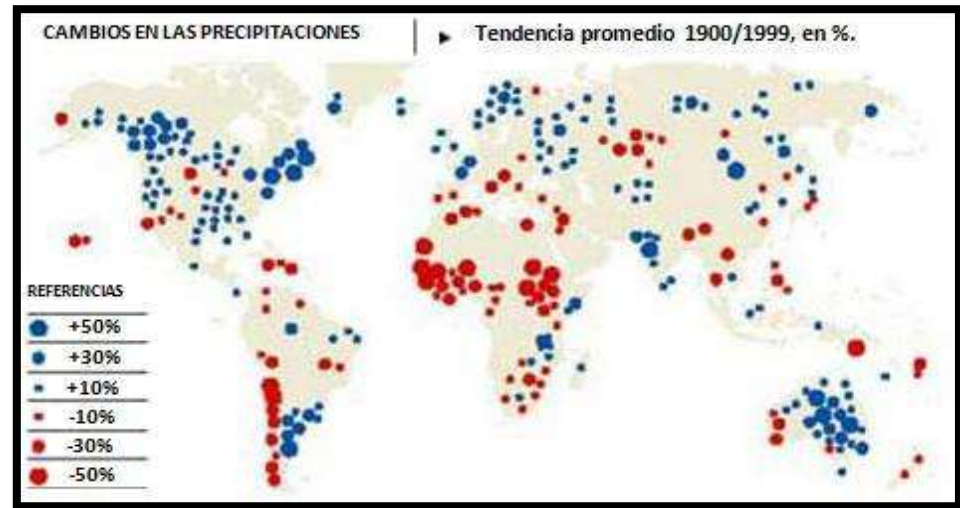 CAMBIOS EN LAS PRECIPITACIONES
Tendencia promedio 1900/1999, en %.
REFERENCIAS
+50%
+30%
+10%
-10%
-30%
-50%